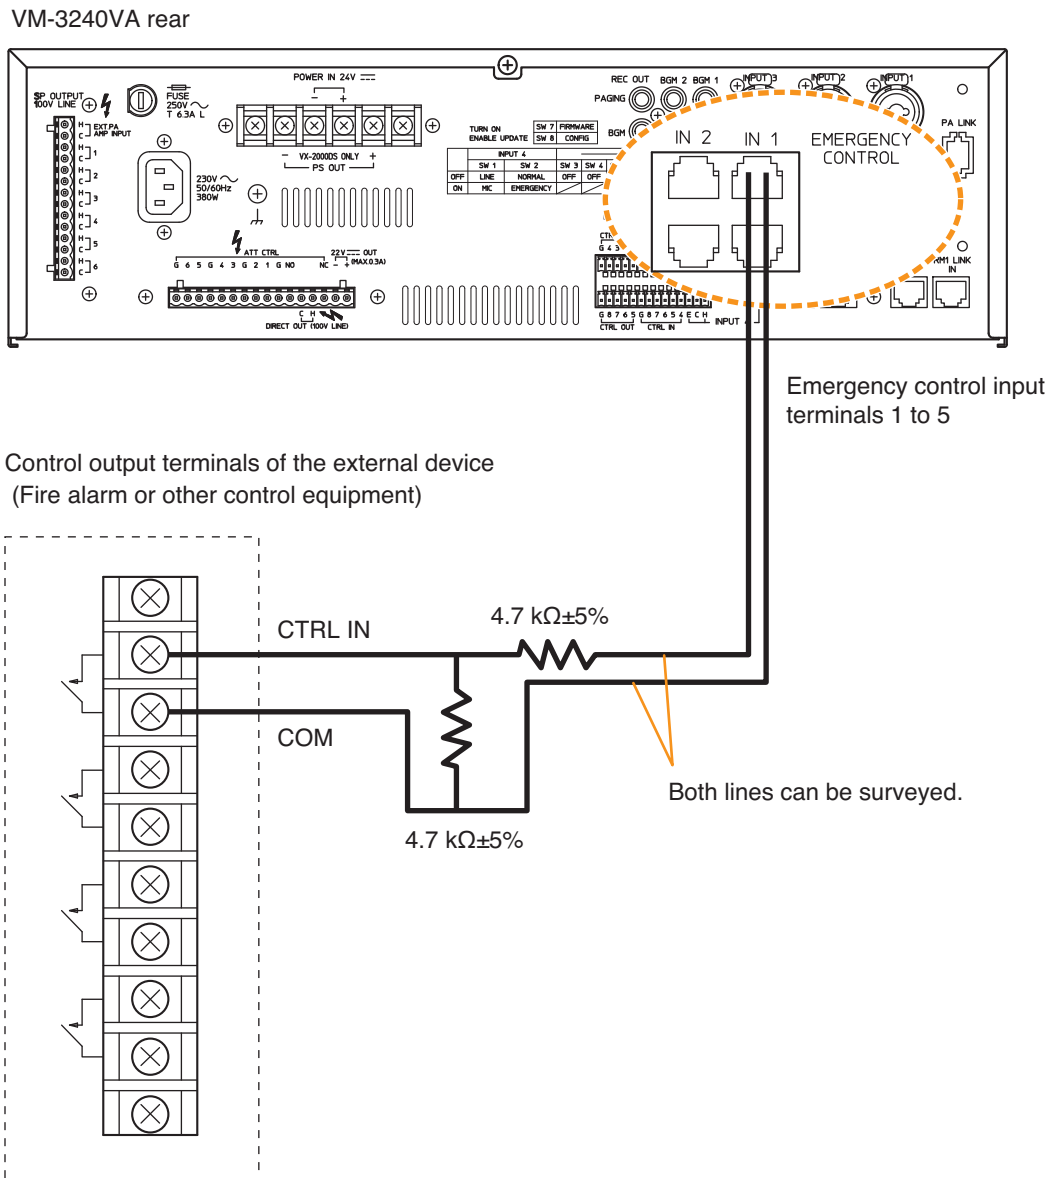 VM-3240VA rear
POWER IN 24V
− +
REC OUT BGM 2 BGM 1 INPUT 3 INPUT 2 INPUT 1
PAGING
BGM
SP OUTPUT
100V LINE
FUSE
250V
T 6.3A L
H EXT.PA
C AMP INPUT
H 1
C
H 2
C
H 3
C
H 4
C
H 5
C
H 6
C
− VX-2000DS ONLY +
PS OUT
230V
50/60Hz
380W
TURN ON SW 7 FIRMWARE
ENABLE UPDATE SW 8 CONFIG
INPUT 4
SW 1 SW 2 SW 3 SW 4
OFF LINE NORMAL OFF OFF
ON MIC EMERGENCY
IN 2 IN 1 EMERGENCY
CONTROL
PA LINK
ATT CTRL 22V OUT
G 6 5 G 4 3 G 2 1 G NO NC − + (MAX.0.3A)
G 4 3
RM1 LINK
IN
C H
DIRECT OUT (100V LINE)
G 8 7 6 5 G 8 7 6 5 4 E C H
CTRL OUT CTRL IN INPUT
Emergency control input
terminals 1 to 5
Control output terminals of the external device
(Fire alarm or other control equipment)
4.7 kΩ±5%
CTRL IN
COM
Both lines can be surveyed.
4.7 kΩ±5%